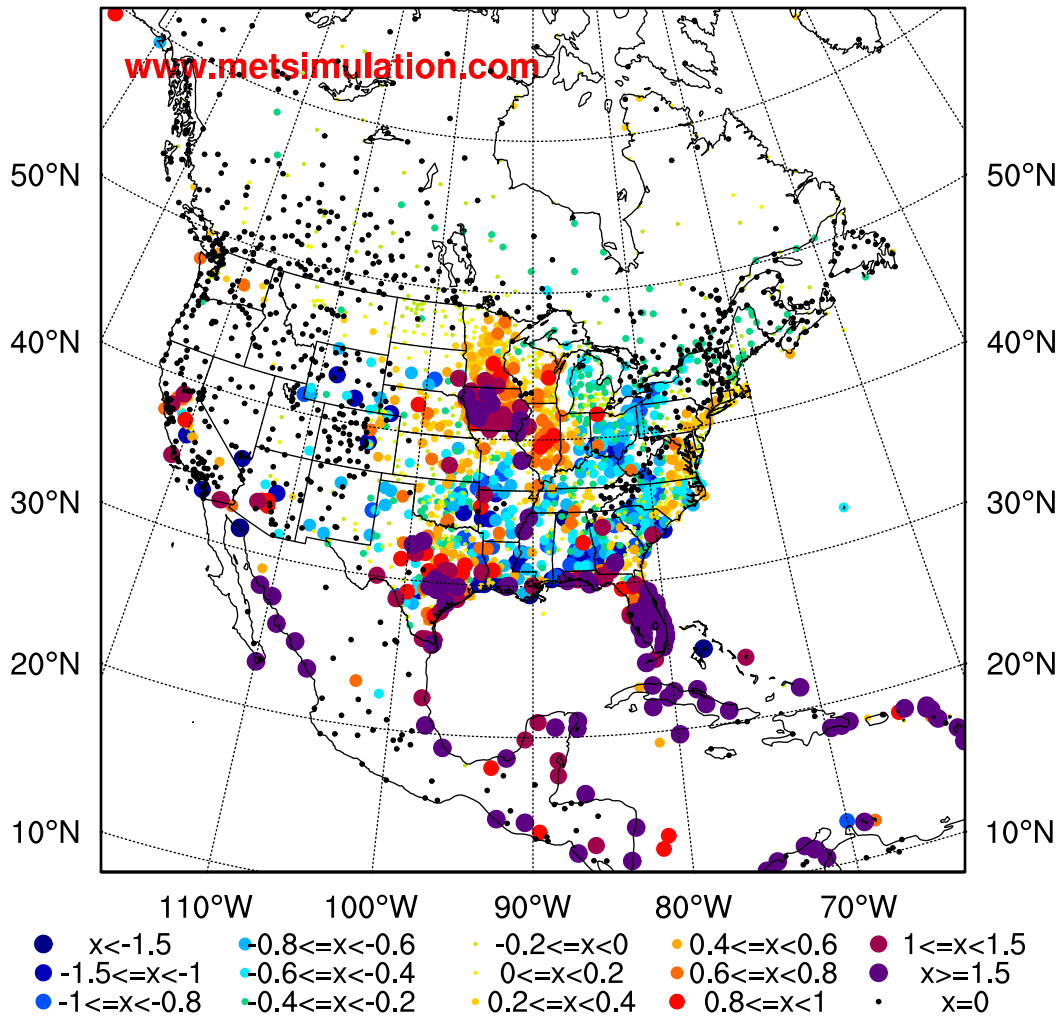 www.metsimulation.com
50°N 50°N
40°N 40°N
30°N 30°N
20°N 20°N
10°N 10°N
110°W 100°W 90°W 80°W 70°W
x<-1.5 -0.8<=x<-0.6 -0.2<=x<0 0.4<=x<0.6 1<=x<1.5
-1.5<=x<-1 -0.6<=x<-0.4 0<=x<0.2 0.6<=x<0.8 x>=1.5
-1<=x<-0.8 -0.4<=x<-0.2 0.2<=x<0.4 0.8<=x<1 x=0